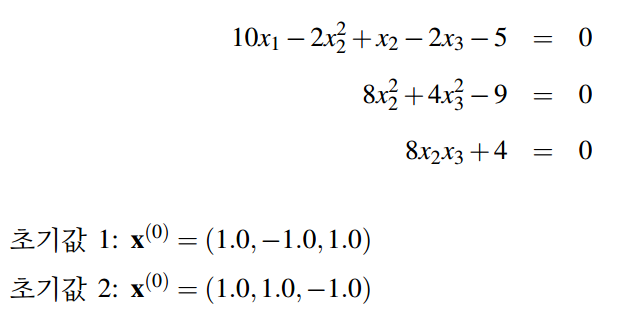 10x₁ − 2x₂² + x₂ − 2x₃ − 5 = 0
8x₂² + 4x₃² − 9 = 0
8x₂x₃ + 4 = 0
초기값 1: x⁽⁰⁾ = (1.0, −1.0, 1.0)
초기값 2: x⁽⁰⁾ = (1.0, 1.0, −1.0)